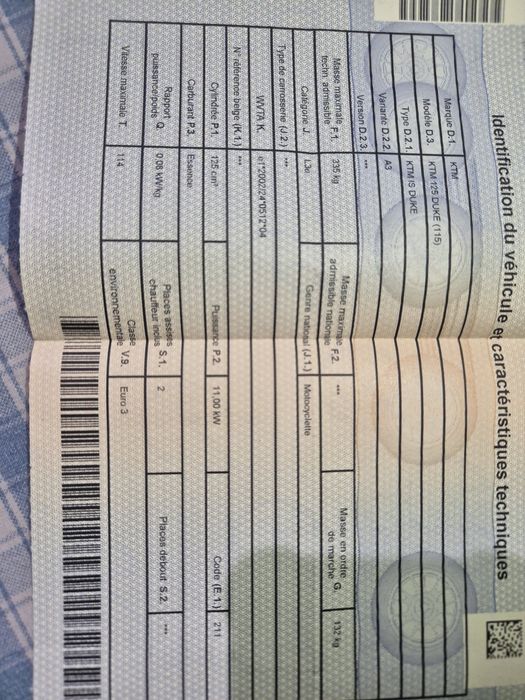 Identification du véhicule et caractéristiques techniques
Marque D.1. KTM
Modèle D.3. KTM 125 DUKE (115)
Type D.2.1. KTM IS DUKE
Variante D.2.2. A3
Version D.2.3. ***
Masse maximale F.1. techn. admissible 335 kg Masse maximale F.2. admissible nationale *** Masse en ordre G. de marche 132 kg
Catégorie J. L3e Genre national (J.1.) Motocyclette
Type de carrosserie (J.2.) ***
WVTA K. e1*2002/24*0512*04
N° référence belge (K.1.) ***
Cylindrée P.1. 125 cm³ Puissance P.2. 11,00 kW Code (E.1.) 211
Carburant P.3. Essence
Rapport Q. puissance/poids 0,08 kW/kg Places assises S.1. chauffeur inclus 2 Places debout S.2. ***
Vitesse maximale T. 114 Classe V.9. environnementale Euro 3